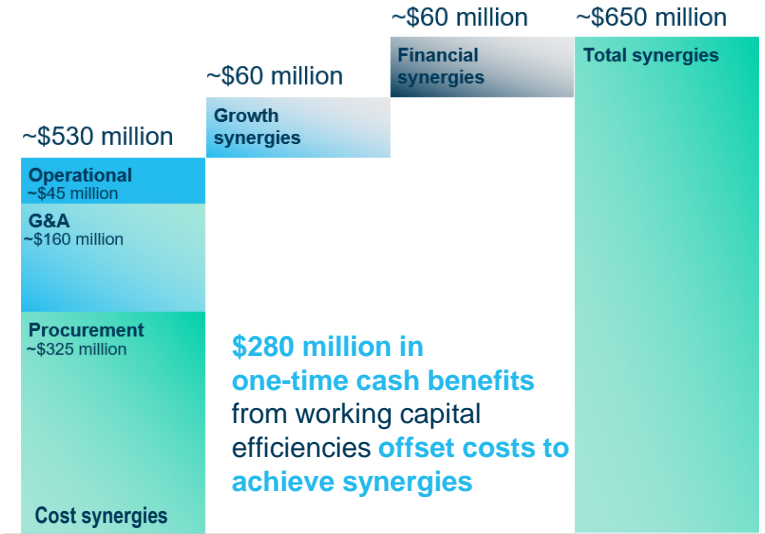 ~$60 million
~$650 million
Financial
synergies
Total synergies
~$60 million
Growth
synergies
~$530 million
Operational
~$45 million
G&A
~$160 million
Procurement
~$325 million
$280 million in
one-time cash benefits
from working capital
efficiencies offset costs to
achieve synergies
Cost synergies